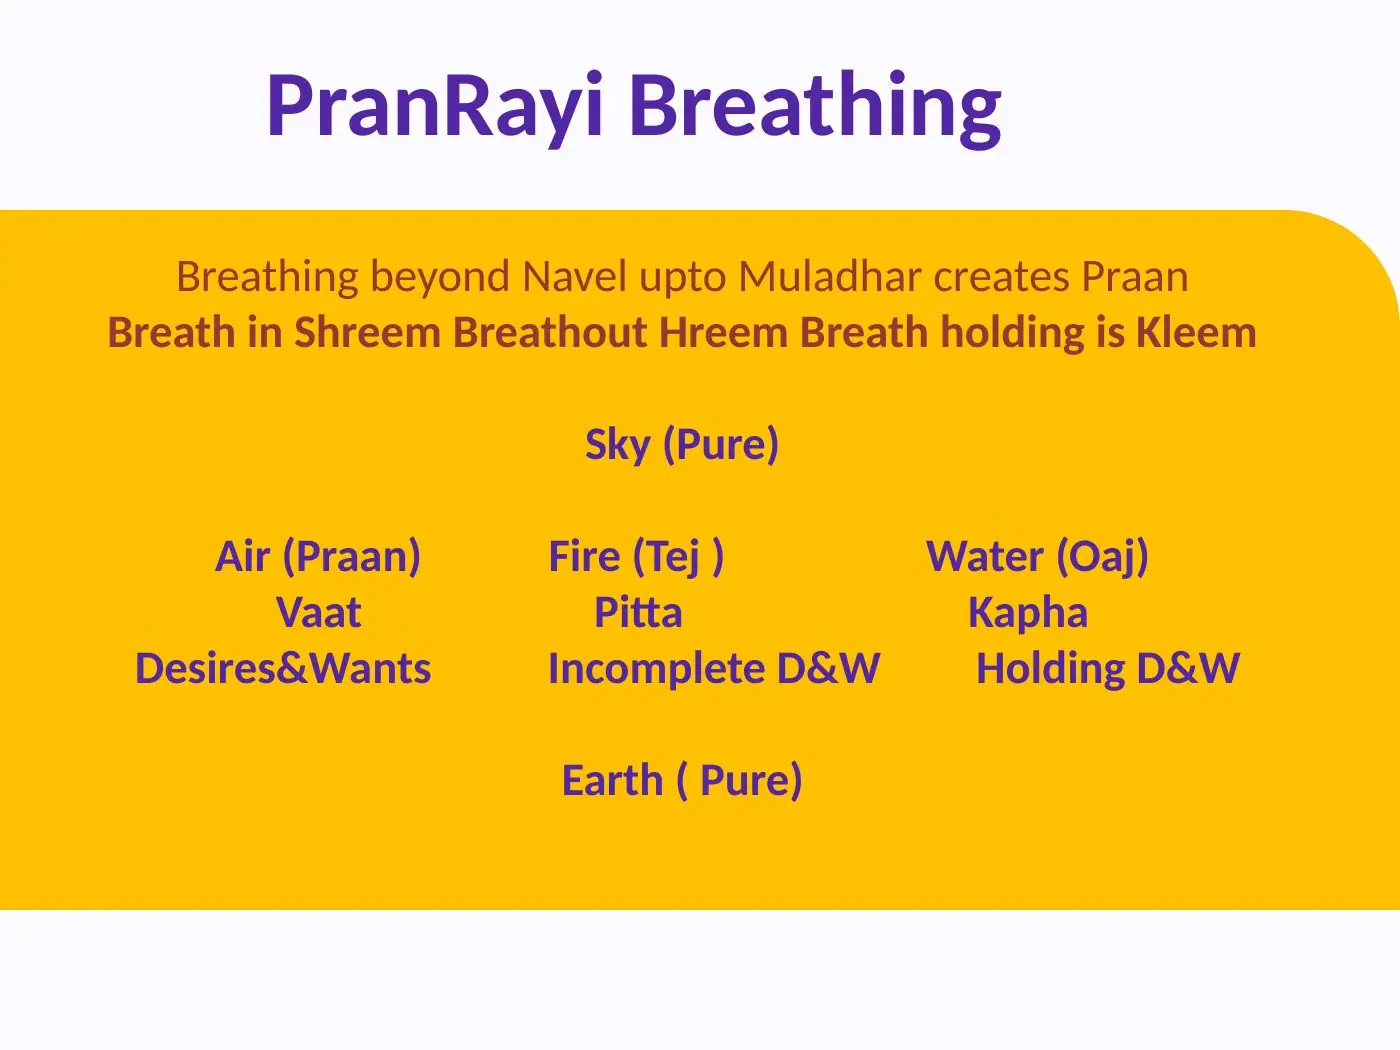 PranRayi Breathing
Breathing beyond Navel upto Muladhar creates Praan
Breath in Shreem Breathout Hreem Breath holding is Kleem
Sky (Pure)
Air (Praan) Fire (Tej ) Water (Oaj)
Vaat Pitta Kapha
Desires&Wants Incomplete D&W Holding D&W
Earth ( Pure)